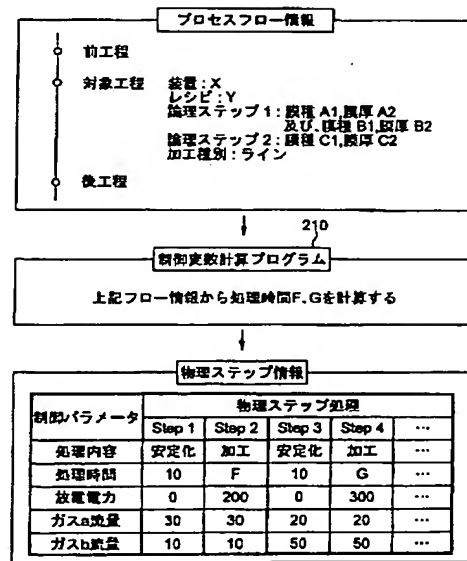 プロセスフロー情報
前工程
対象工程 装置:X
レシピ:Y
論理ステップ1:膜種 A1,膜厚 A2
及び、膜種 B1,膜厚 B2
論理ステップ2:膜種 C1,膜厚 C2
加工種別:ライン
後工程
210
制御変数計算プログラム
上記フロー情報から処理時間F、Gを計算する
物理ステップ情報
制御パラメータ 物理ステップ処理
Step 1 Step 2 Step 3 Step 4 …
処理内容 安定化 加工 安定化 加工 …
処理時間 10 F 10 G …
放電電力 0 200 0 300 …
ガスa流量 30 30 20 20 …
ガスb流量 10 10 50 50 …